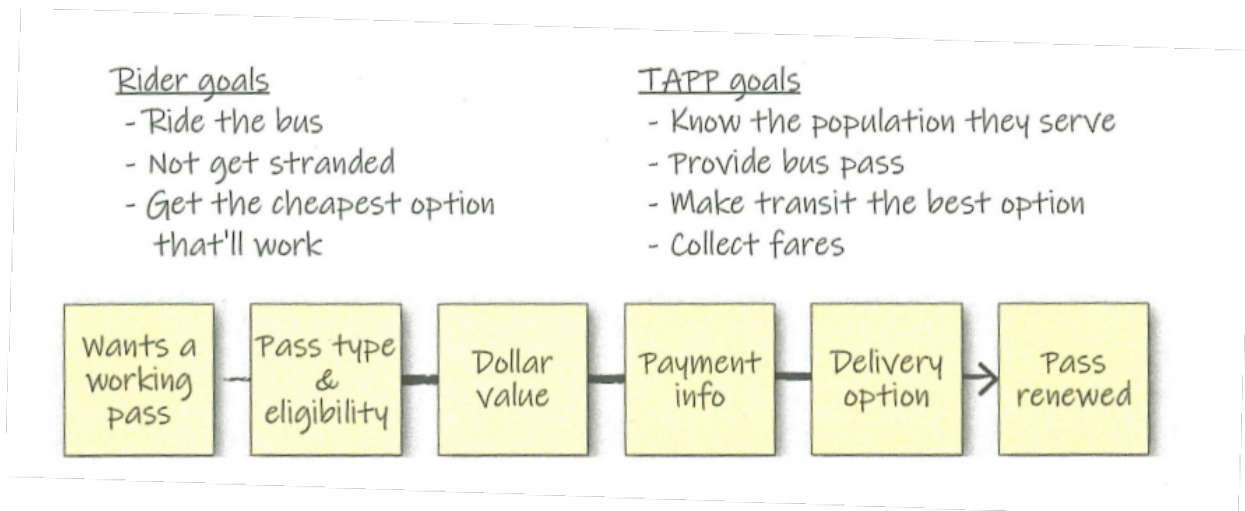 Rider goals
- Ride the bus
- Not get stranded
- Get the cheapest option
that'll work
TAPP goals
- Know the population they serve
- Provide bus pass
- Make transit the best option
- Collect fares
Wants a
working
pass
Pass type
&
eligibility
Dollar
value
Payment
info
Delivery
option
Pass
renewed